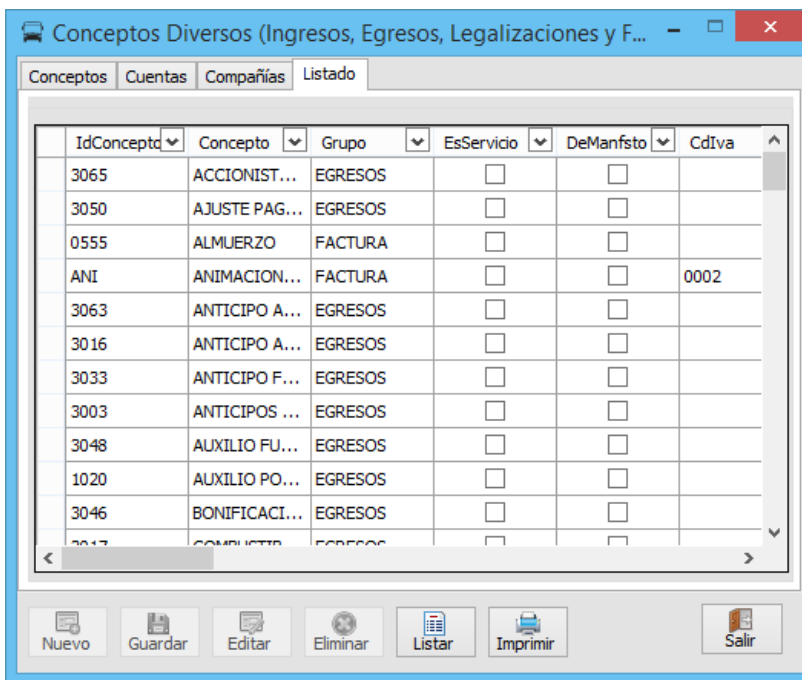 Conceptos Diversos (Ingresos, Egresos, Legalizaciones y F...
Conceptos Cuentas Compañías Listado
IdConcepto Concepto Grupo EsServicio DeManfsto CdIva
3065 ACCIONIST... EGRESOS
3050 AJUSTE PAG... EGRESOS
0555 ALMUERZO FACTURA
ANI ANIMACION... FACTURA 0002
3063 ANTICIPO A... EGRESOS
3016 ANTICIPO A... EGRESOS
3033 ANTICIPO F... EGRESOS
3003 ANTICIPOS ... EGRESOS
3048 AUXILIO FU... EGRESOS
1020 AUXILIO PO... EGRESOS
3046 BONIFICACI... EGRESOS
3017 COMBUSTIB... EGRESOS
Nuevo Guardar Editar Eliminar Listar Imprimir Salir